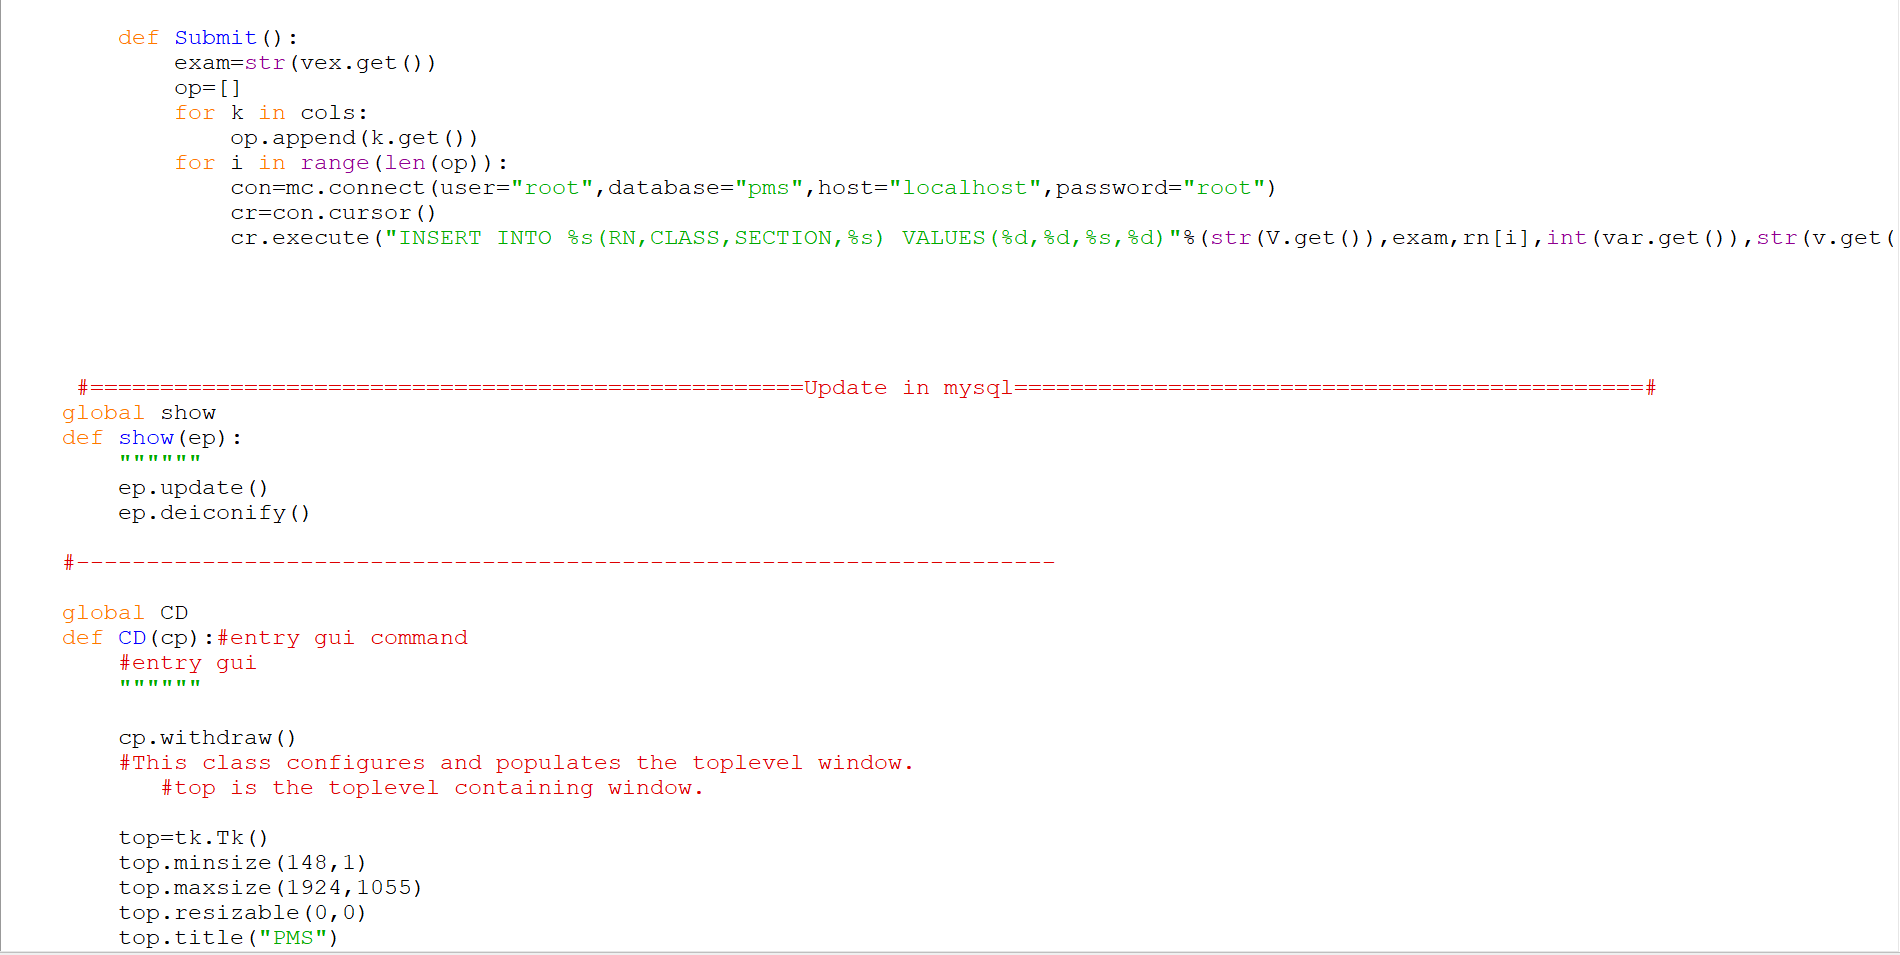 def Submit():
exam=str(vex.get())
op=[]
for k in cols:
op.append(k.get())
for i in range(len(op)):
con=mc.connect(user="root",database="pms",host="localhost",password="root")
cr=con.cursor()
cr.execute("INSERT INTO %s(RN,CLASS,SECTION,%s) VALUES(%d,%d,%s,%d)"%(str(V.get()),exam,rn[i],int(var.get()),str(v.get(
#===================================================Update in mysql=============================================#
global show
def show(ep):
""""""
ep.update()
ep.deiconify()
#----------------------------------------------------------------------
global CD
def CD(cp):#entry gui command
#entry gui
""""""
cp.withdraw()
#This class configures and populates the toplevel window.
#top is the toplevel containing window.
top=tk.Tk()
top.minsize(148,1)
top.maxsize(1924,1055)
top.resizable(0,0)
top.title("PMS")